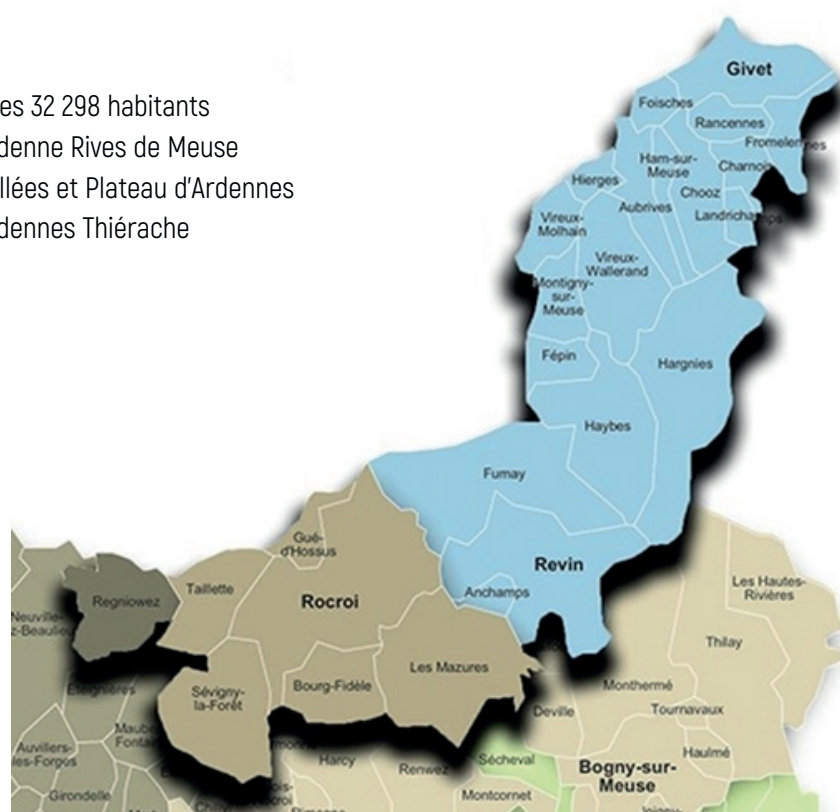 es 32 298 habitants
denne Rives de Meuse
llées et Plateau d'Ardennes
dennes Thiérache
Givet
Foisches
Rancennes
Fromelennes
Ham-sur-
Meuse
Charnois
Hierges
Chooz
Aubrives
Landrichamps
Vireux-
Molhain
Vireux-
Wallerand
Montigny-
sur-
Meuse
Fépin
Hargnies
Haybes
Fumay
Gué-
d'Hossus
Revin
Les Hautes-
Rivières
Taillette
Anchamps
Regniowez
Rocroi
Neuville-
z-Beaulieu
Thilay
Les Mazures
Bourg-Fidèle
Monthermé
Sévigny-
la-Forêt
Éteignières
Deville
Tournavaux
Auvillers-
les-Forges
Haulmé
Harcy
Sécheval
Renwez
Bogny-sur-
Meuse
Girondelle
Montcornet